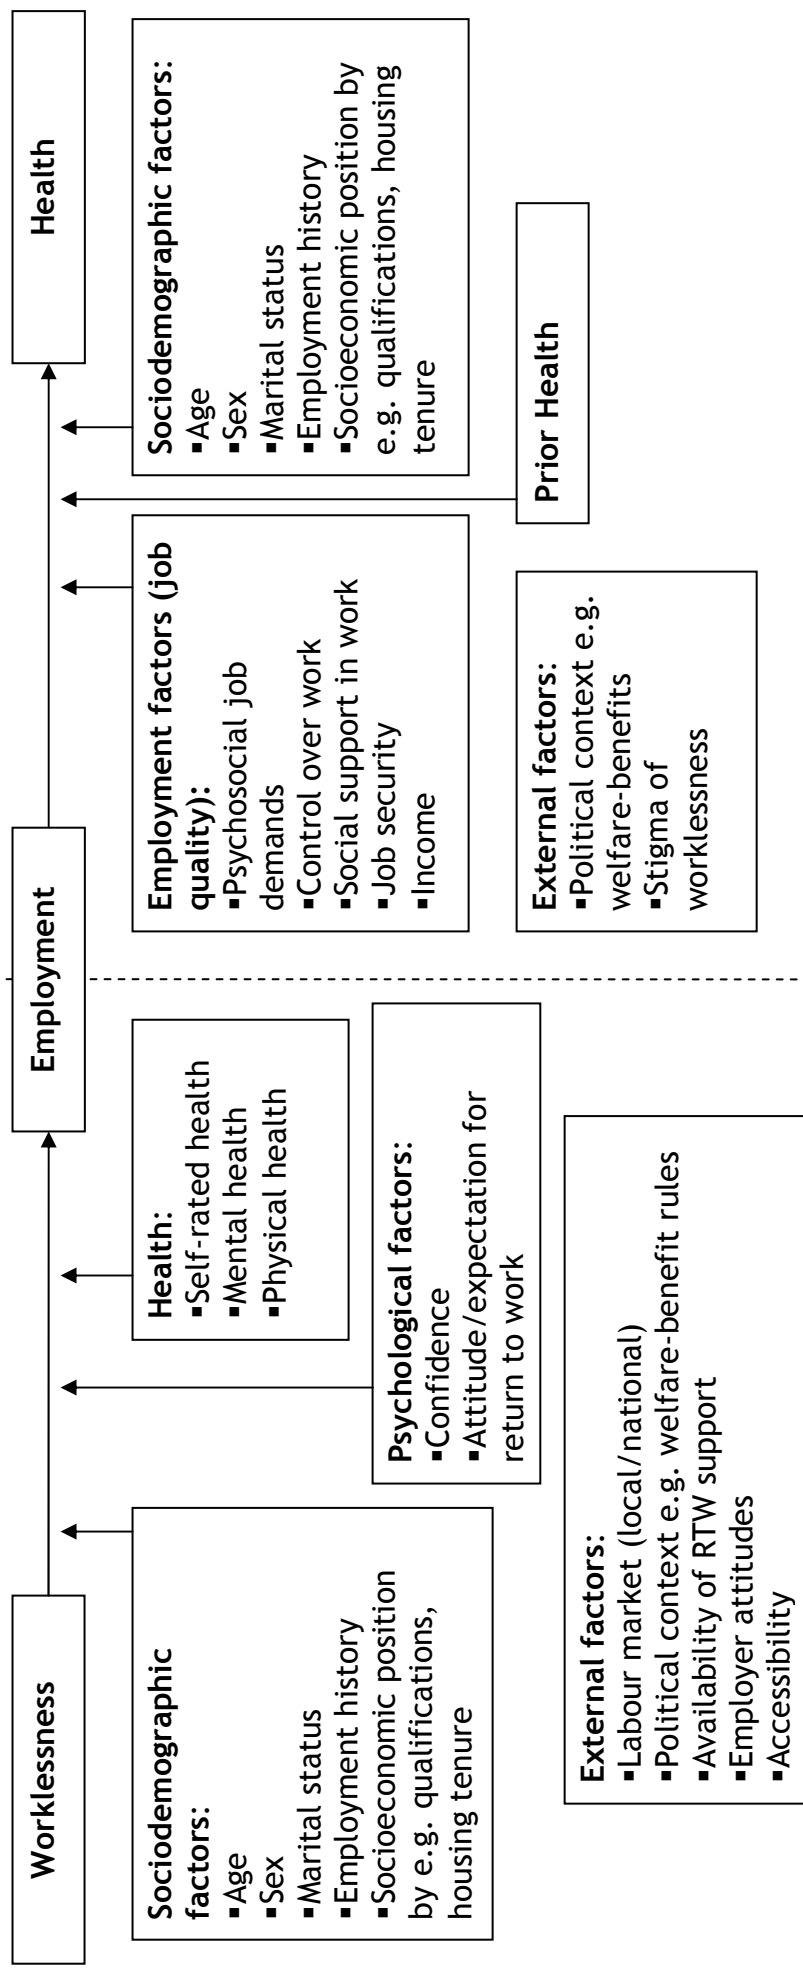 Worklessness
Employment
Health
Sociodemographic
factors:
▪Age
▪Sex
▪Marital status
▪Employment history
▪Socioeconomic position
by e.g. qualifications,
housing tenure
Health:
▪Self-rated health
▪Mental health
▪Physical health
Psychological factors:
▪Confidence
▪Attitude/expectation for
return to work
External factors:
▪Labour market (local/national)
▪Political context e.g. welfare-benefit rules
▪Availability of RTW support
▪Employer attitudes
▪Accessibility
Employment factors (job
quality):
▪Psychosocial job
demands
▪Control over work
▪Social support in work
▪Job security
▪Income
Sociodemographic factors:
▪Age
▪Sex
▪Marital status
▪Employment history
▪Socioeconomic position by
e.g. qualifications, housing
tenure
External factors:
▪Political context e.g.
welfare-benefits
▪Stigma of
worklessness
Prior Health